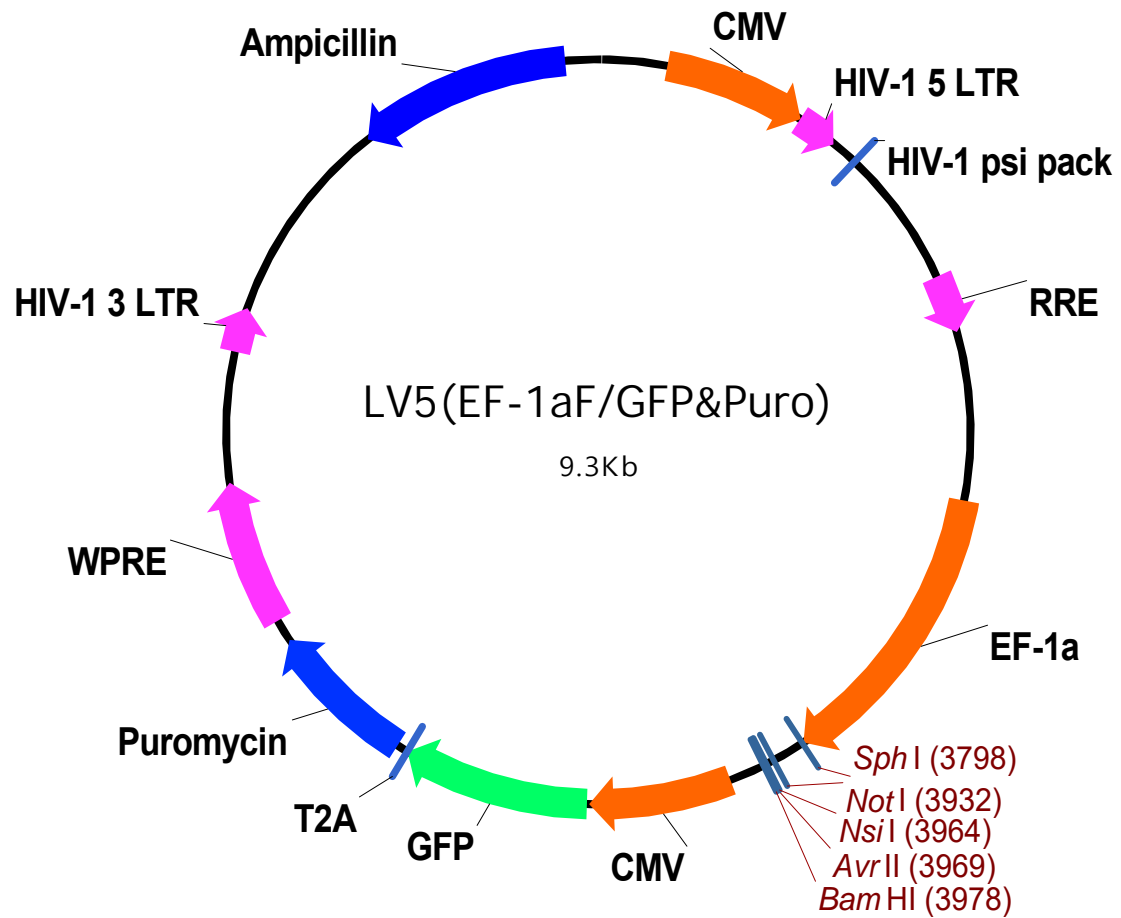 CMV
Ampicillin
HIV-1 5 LTR
HIV-1 psi pack
RRE
HIV-1 3 LTR
LV5(EF-1aF/GFP&Puro)
9.3Kb
WPRE
EF-1a
Puromycin
SphI (3798)
NotI (3932)
T2A
NsiI (3964)
GFP
CMV
AvrII (3969)
BamHI (3978)